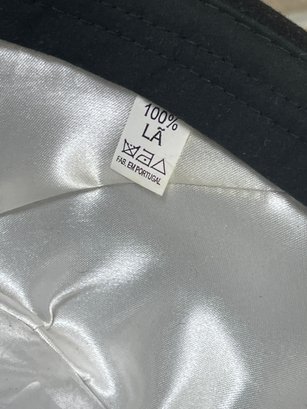 100%
LÃ
FAB. EM PORTUGAL